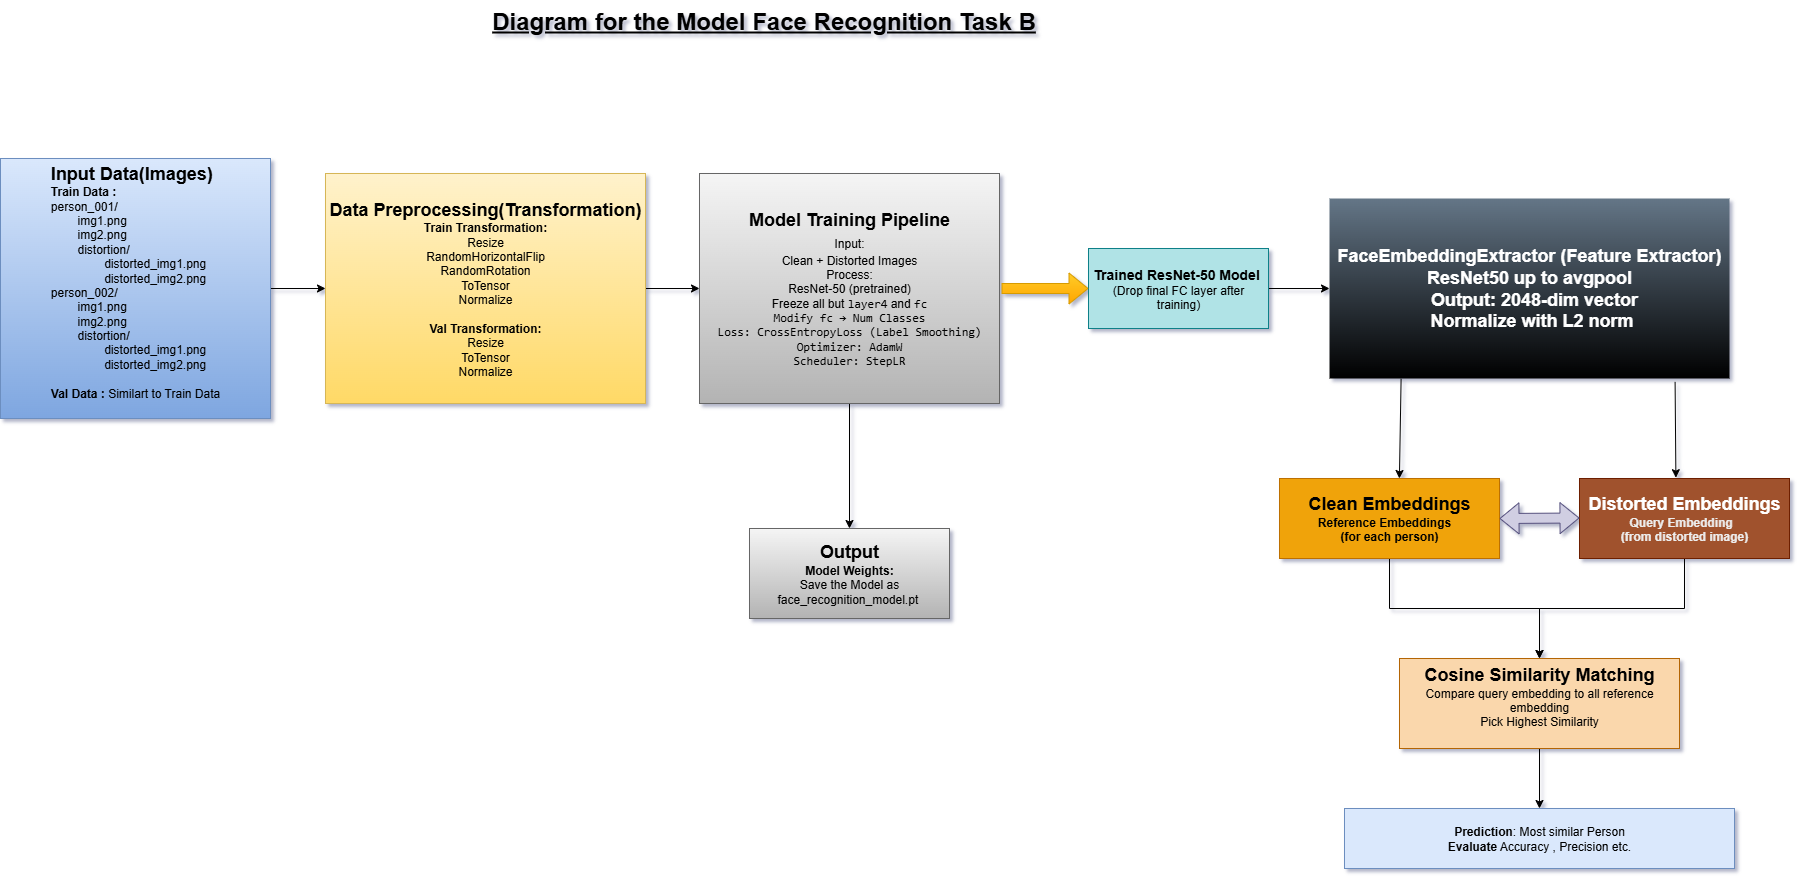 Diagram for the Model Face Recognition Task B
Input Data(Images)
Train Data :
person_001/
img1.png
img2.png
distortion/
distorted_img1.png
distorted_img2.png
person_002/
img1.png
img2.png
distortion/
distorted_img1.png
distorted_img2.png
Val Data : Similart to Train Data
Data Preprocessing(Transformation)
Train Transformation:
Resize
RandomHorizontalFlip
RandomRotation
ToTensor
Normalize
Val Transformation:
Resize
ToTensor
Normalize
Model Training Pipeline
Input:
Clean + Distorted Images
Process:
ResNet-50 (pretrained)
Freeze all but layer4 and fc
Modify fc → Num Classes
Loss: CrossEntropyLoss (Label Smoothing)
Optimizer: AdamW
Scheduler: StepLR
Output
Model Weights:
Save the Model as
face_recognition_model.pt
Trained ResNet-50 Model
(Drop final FC layer after
training)
FaceEmbeddingExtractor (Feature Extractor)
ResNet50 up to avgpool
Output: 2048-dim vector
Normalize with L2 norm
Clean Embeddings
Reference Embeddings
(for each person)
Distorted Embeddings
Query Embedding
(from distorted image)
Cosine Similarity Matching
Compare query embedding to all reference
embedding
Pick Highest Similarity
Prediction: Most similar Person
Evaluate Accuracy , Precision etc.